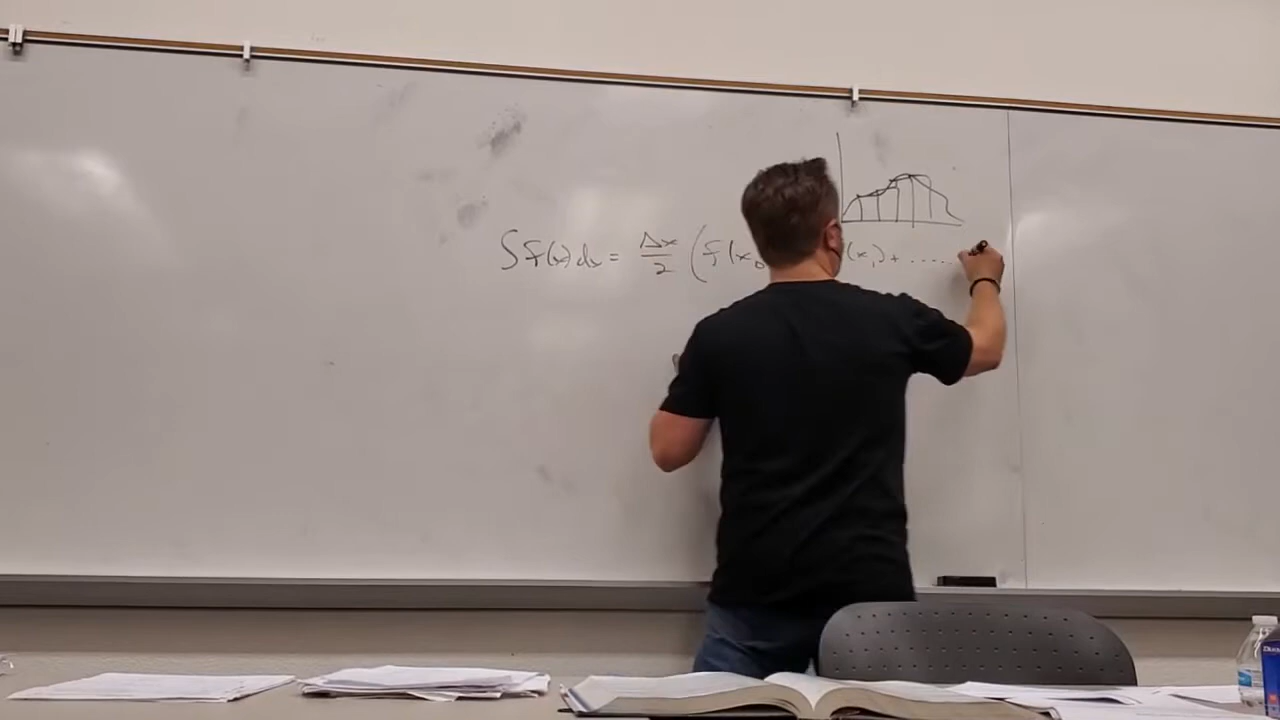 ∫f(x)dx = Δx/2 (f(x₀ (x₁)+ ......